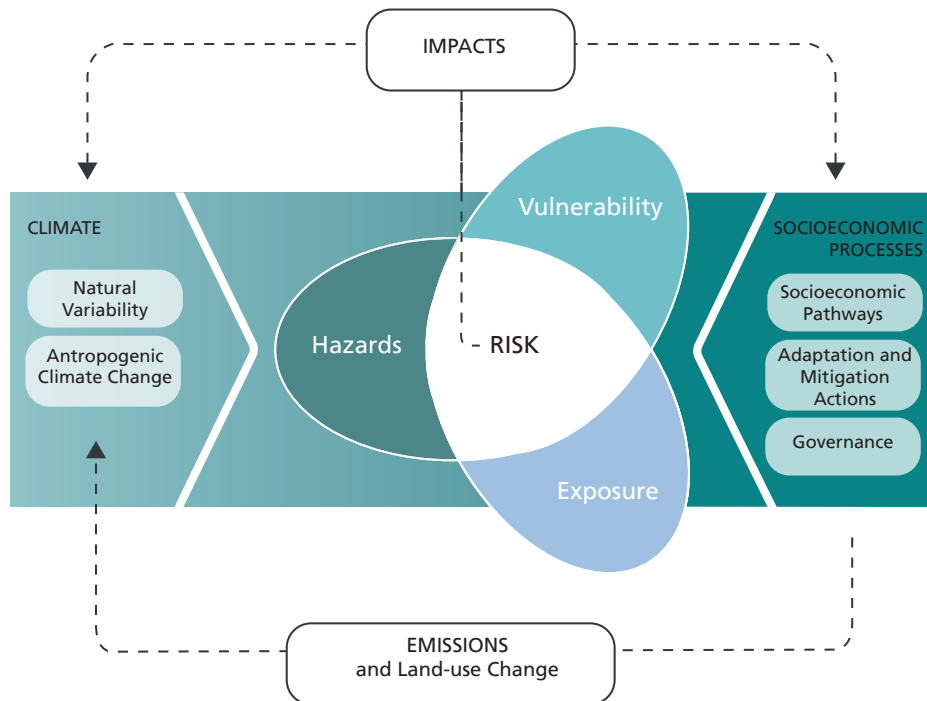 IMPACTS
CLIMATE
Natural
Variability
Antropogenic
Climate Change
Hazards
Vulnerability
RISK
Exposure
SOCIOECONOMIC
PROCESSES
Socioeconomic
Pathways
Adaptation and
Mitigation
Actions
Governance
EMISSIONS
and Land-use Change